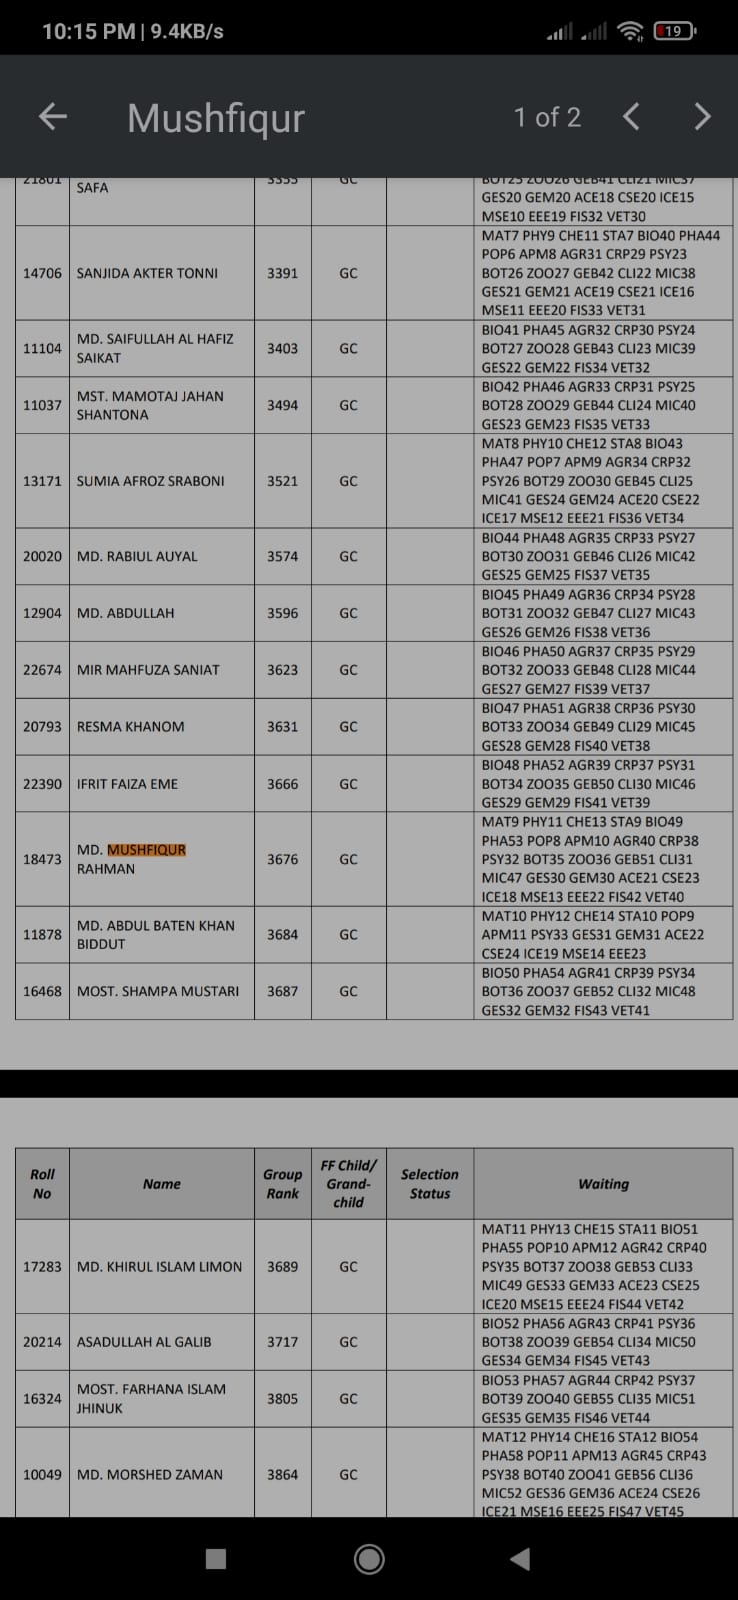 10:15 PM | 9.4KB/s
19
Mushfiqur
1 of 2
21801 SAFA 3355 GC
BOT25 ZOO26 GEB41 CLI21 MIC37
GES20 GEM20 ACE18 CSE20 ICE15
MSE10 EEE19 FIS32 VET30
14706 SANJIDA AKTER TONNI 3391 GC
MAT7 PHY9 CHE11 STA7 BIO40 PHA44
POP6 APM8 AGR31 CRP29 PSY23
BOT26 ZOO27 GEB42 CLI22 MIC38
GES21 GEM21 ACE19 CSE21 ICE16
MSE11 EEE20 FIS33 VET31
11104 MD. SAIFULLAH AL HAFIZ
SAIKAT 3403 GC
BIO41 PHA45 AGR32 CRP30 PSY24
BOT27 ZOO28 GEB43 CLI23 MIC39
GES22 GEM22 FIS34 VET32
11037 MST. MAMOTAJ JAHAN
SHANTONA 3494 GC
BIO42 PHA46 AGR33 CRP31 PSY25
BOT28 ZOO29 GEB44 CLI24 MIC40
GES23 GEM23 FIS35 VET33
13171 SUMIA AFROZ SRABONI 3521 GC
MAT8 PHY10 CHE12 STA8 BIO43
PHA47 POP7 APM9 AGR34 CRP32
PSY26 BOT29 ZOO30 GEB45 CLI25
MIC41 GES24 GEM24 ACE20 CSE22
ICE17 MSE12 EEE21 FIS36 VET34
20020 MD. RABIUL AUYAL 3574 GC
BIO44 PHA48 AGR35 CRP33 PSY27
BOT30 ZOO31 GEB46 CLI26 MIC42
GES25 GEM25 FIS37 VET35
12904 MD. ABDULLAH 3596 GC
BIO45 PHA49 AGR36 CRP34 PSY28
BOT31 ZOO32 GEB47 CLI27 MIC43
GES26 GEM26 FIS38 VET36
22674 MIR MAHFUZA SANIAT 3623 GC
BIO46 PHA50 AGR37 CRP35 PSY29
BOT32 ZOO33 GEB48 CLI28 MIC44
GES27 GEM27 FIS39 VET37
20793 RESMA KHANOM 3631 GC
BIO47 PHA51 AGR38 CRP36 PSY30
BOT33 ZOO34 GEB49 CLI29 MIC45
GES28 GEM28 FIS40 VET38
22390 IFRIT FAIZA EME 3666 GC
BIO48 PHA52 AGR39 CRP37 PSY31
BOT34 ZOO35 GEB50 CLI30 MIC46
GES29 GEM29 FIS41 VET39
18473 MD. MUSHFIQUR
RAHMAN 3676 GC
MAT9 PHY11 CHE13 STA9 BIO49
PHA53 POP8 APM10 AGR40 CRP38
PSY32 BOT35 ZOO36 GEB51 CLI31
MIC47 GES30 GEM30 ACE21 CSE23
ICE18 MSE13 EEE22 FIS42 VET40
11878 MD. ABDUL BATEN KHAN
BIDDUT 3684 GC
MAT10 PHY12 CHE14 STA10 POP9
APM11 PSY33 GES31 GEM31 ACE22
CSE24 ICE19 MSE14 EEE23
16468 MOST. SHAMPA MUSTARI 3687 GC
BIO50 PHA54 AGR41 CRP39 PSY34
BOT36 ZOO37 GEB52 CLI32 MIC48
GES32 GEM32 FIS43 VET41
Roll
No
Name
Group
Rank
FF Child/
Grand-
child
Selection
Status
Waiting
17283 MD. KHIRUL ISLAM LIMON 3689 GC
MAT11 PHY13 CHE15 STA11 BIO51
PHA55 POP10 APM12 AGR42 CRP40
PSY35 BOT37 ZOO38 GEB53 CLI33
MIC49 GES33 GEM33 ACE23 CSE25
ICE20 MSE15 EEE24 FIS44 VET42
20214 ASADULLAH AL GALIB 3717 GC
BIO52 PHA56 AGR43 CRP41 PSY36
BOT38 ZOO39 GEB54 CLI34 MIC50
GES34 GEM34 FIS45 VET43
16324 MOST. FARHANA ISLAM
JHINUK 3805 GC
BIO53 PHA57 AGR44 CRP42 PSY37
BOT39 ZOO40 GEB55 CLI35 MIC51
GES35 GEM35 FIS46 VET44
10049 MD. MORSHED ZAMAN 3864 GC
MAT12 PHY14 CHE16 STA12 BIO54
PHA58 POP11 APM13 AGR45 CRP43
PSY38 BOT40 ZOO41 GEB56 CLI36
MIC52 GES36 GEM36 ACE24 CSE26
ICE21 MSE16 EEE25 FIS47 VET45